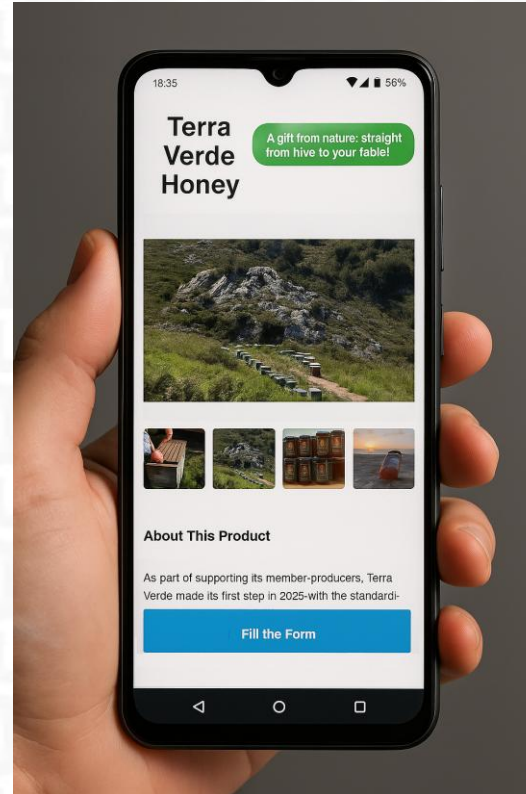 18:35
56%
Terra
Verde
Honey
A gift from nature: straight
from hive to your fable!
About This Product
As part of supporting its member-producers, Terra
Verde made its first step in 2025-with the standardi-
Fill the Form